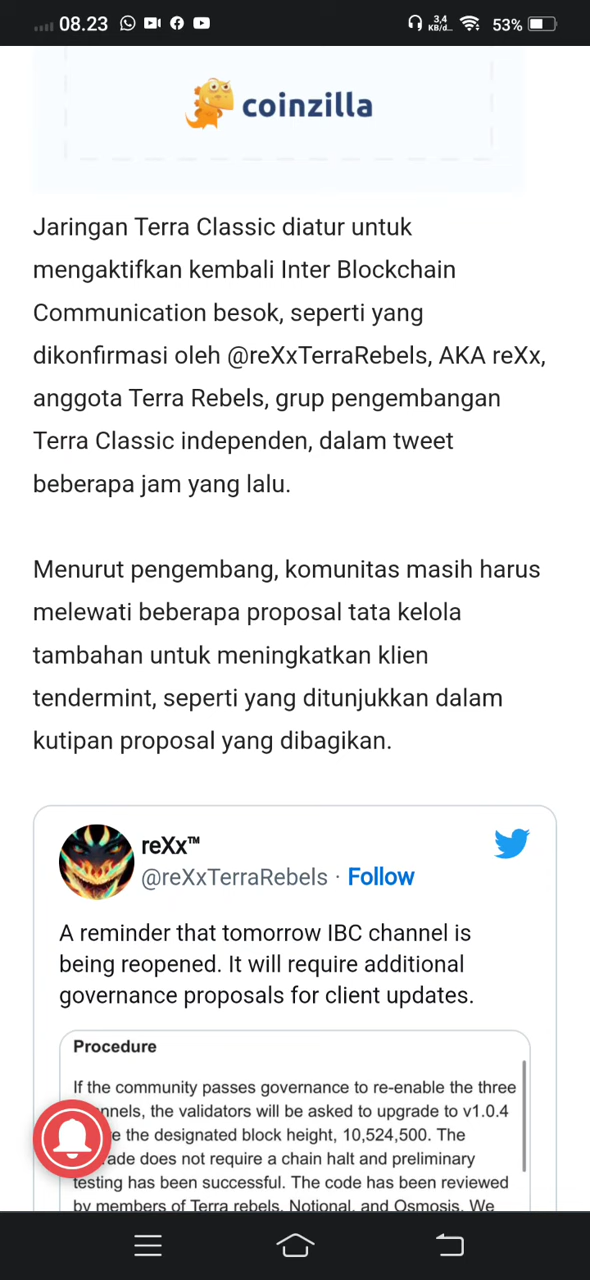 08.23
3,4
KB/d...
53%
coinzilla
Jaringan Terra Classic diatur untuk
mengaktifkan kembali Inter Blockchain
Communication besok, seperti yang
dikonfirmasi oleh @reXxTerraRebels, AKA reXx,
anggota Terra Rebels, grup pengembangan
Terra Classic independen, dalam tweet
beberapa jam yang lalu.
Menurut pengembang, komunitas masih harus
melewati beberapa proposal tata kelola
tambahan untuk meningkatkan klien
tendermint, seperti yang ditunjukkan dalam
kutipan proposal yang dibagikan.
reXx™
@reXxTerraRebels · Follow
A reminder that tomorrow IBC channel is
being reopened. It will require additional
governance proposals for client updates.
Procedure
If the community passes governance to re-enable the three
the validators will be asked to upgrade to v1.0.4
the designated block height, 10,524,500. The
does not require a chain halt and preliminary
testing has been successful. The code has been reviewed
by members of Terra rebels, Notional, and Osmosis. We